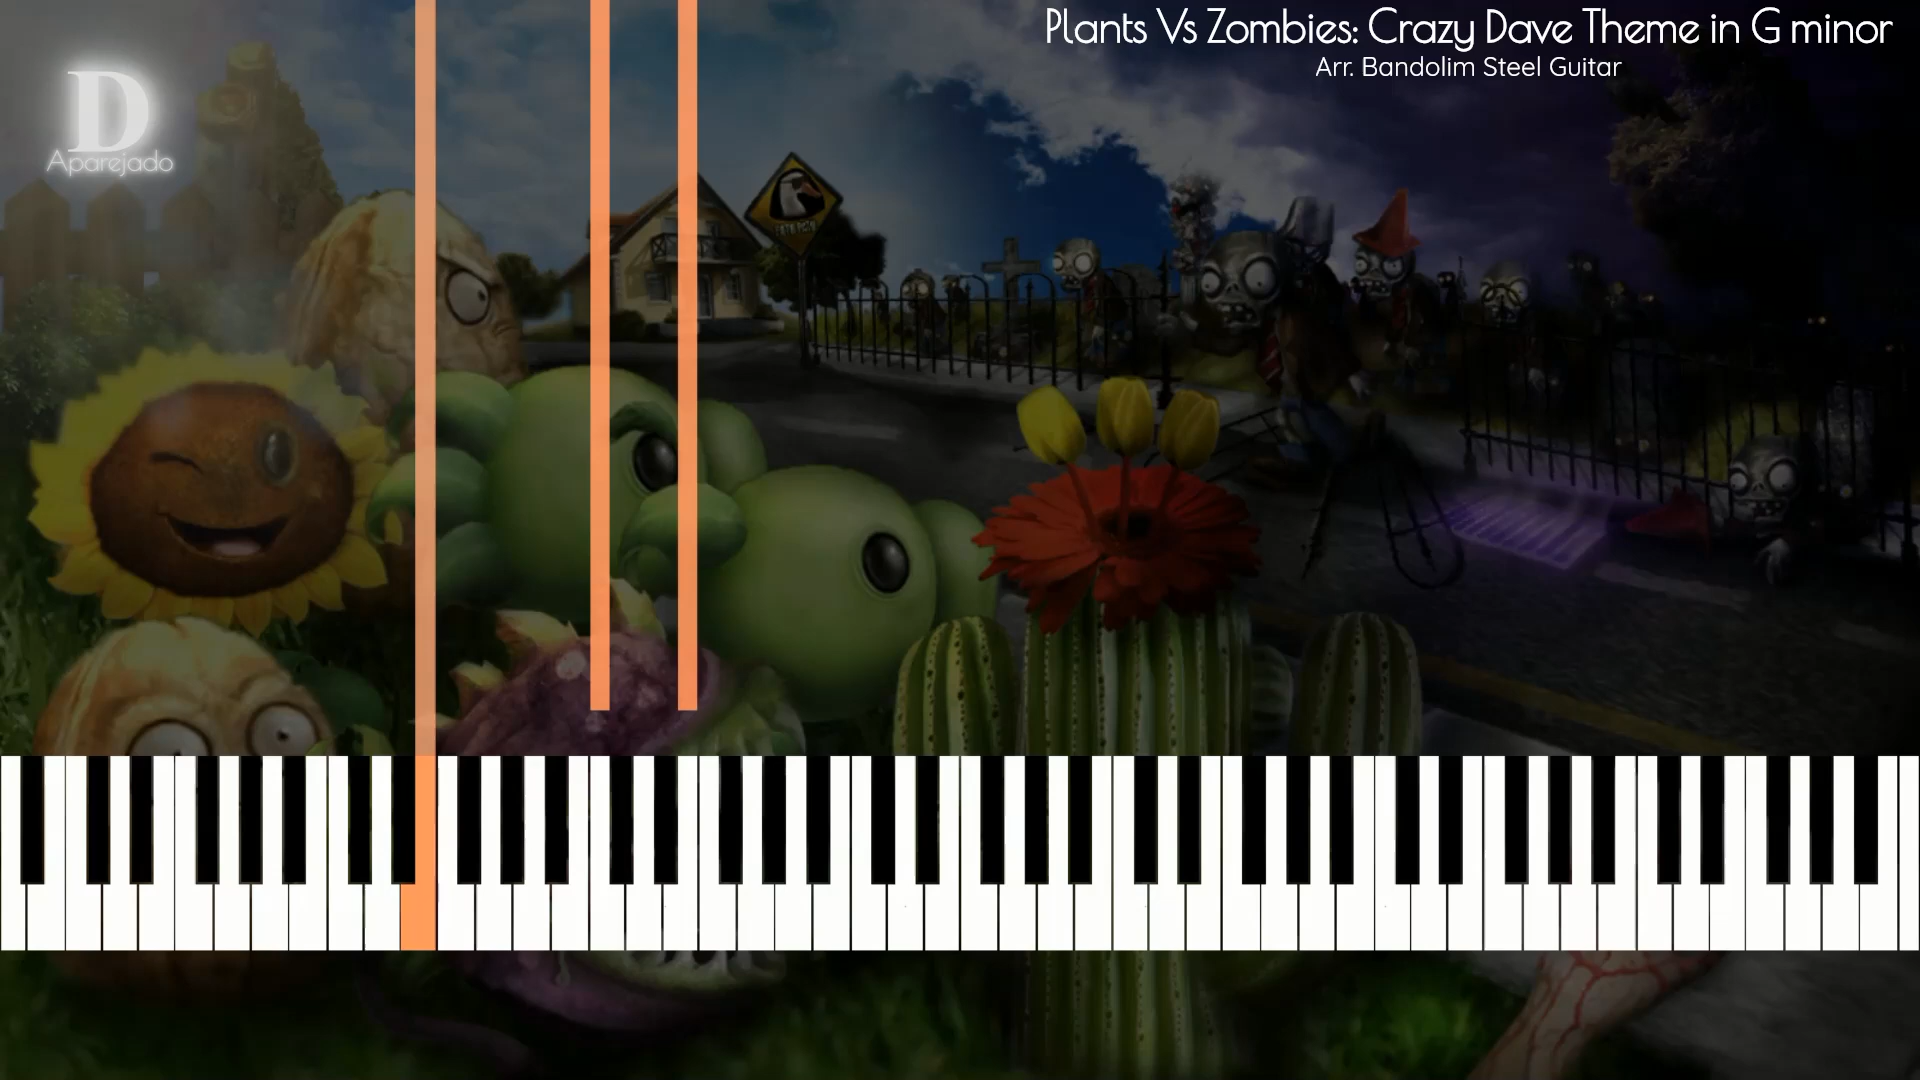 Plants Vs Zombies: Crazy Dave Theme in G minor
Arr. Bandolim Steel Guitar
D
Aparejado